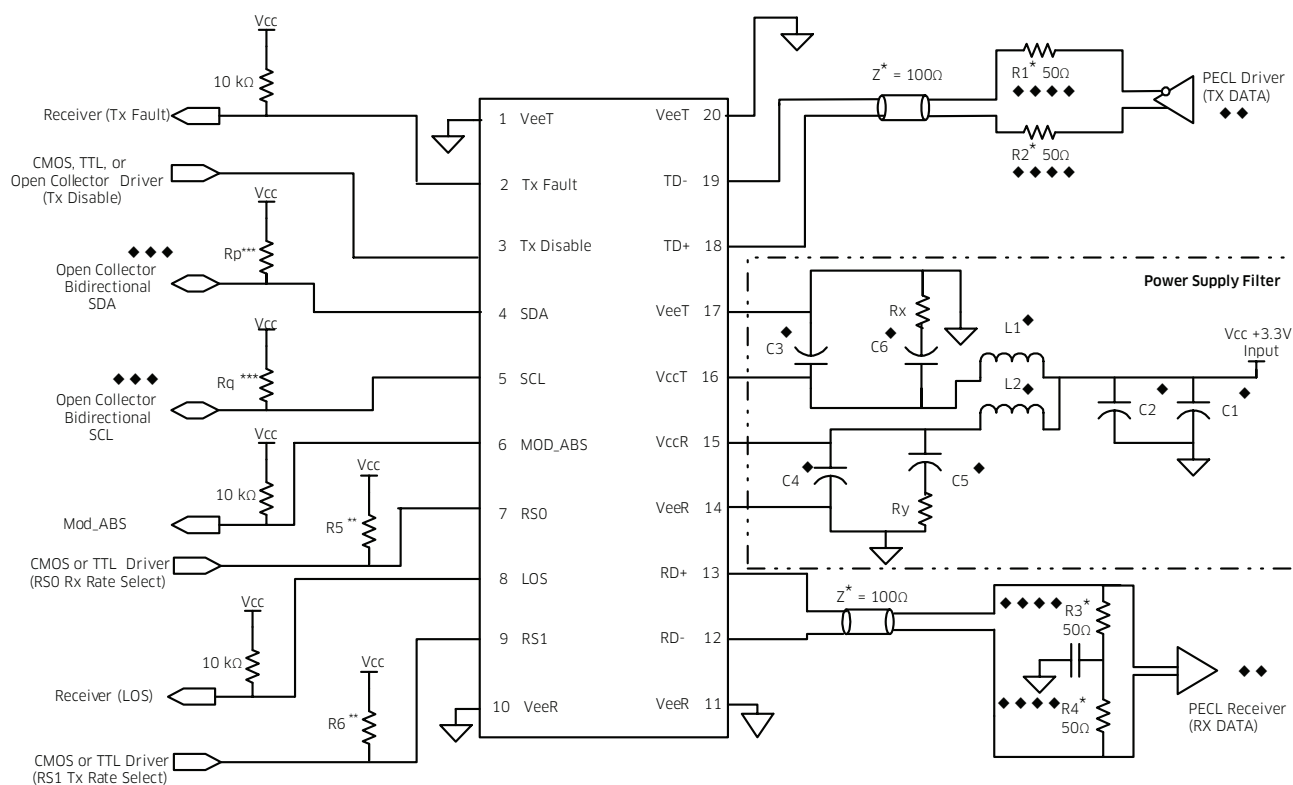 Vcc
10 kΩ
Receiver (Tx Fault)
CMOS, TTL, or
Open Collector Driver
(Tx Disable)
Vcc
Rp***
◆ ◆ ◆
Open Collector
Bidirectional
SDA
Vcc
Rq ***
◆ ◆ ◆
Open Collector
Bidirectional
SCL
Vcc
10 kΩ
Mod_ABS
Vcc
R5 **
CMOS or TTL Driver
(RS0 Rx Rate Select)
Vcc
10 kΩ
Receiver (LOS)
Vcc
R6 **
CMOS or TTL Driver
(RS1 Tx Rate Select)
1 VeeT
2 Tx Fault
3 Tx Disable
4 SDA
5 SCL
6 MOD_ABS
7 RS0
8 LOS
9 RS1
10 VeeR
VeeT 20
TD- 19
TD+ 18
VeeT 17
VccT 16
VccR 15
VeeR 14
RD+ 13
RD- 12
VeeR 11
Z* = 100Ω
R1* 50Ω
◆ ◆ ◆ ◆
R2* 50Ω
◆ ◆ ◆ ◆
PECL Driver
(TX DATA)
◆ ◆
Power Supply Filter
C3 ◆
C6 ◆
Rx
L1 ◆
L2 ◆
Vcc +3.3V
Input
C2 ◆
C1 ◆
C4 ◆
C5 ◆
Ry
Z* = 100Ω
◆ ◆ ◆ ◆
R3*
50Ω
◆ ◆ ◆ ◆
R4*
50Ω
◆ ◆
PECL Receiver
(RX DATA)